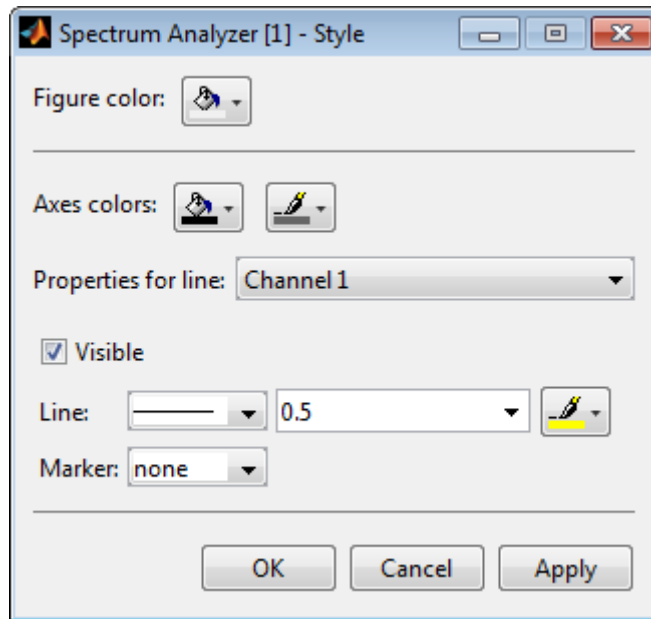 Spectrum Analyzer [1] - Style
Figure color:
Axes colors:
Properties for line: Channel 1
Visible
Line: 0.5
Marker: none
OK Cancel Apply